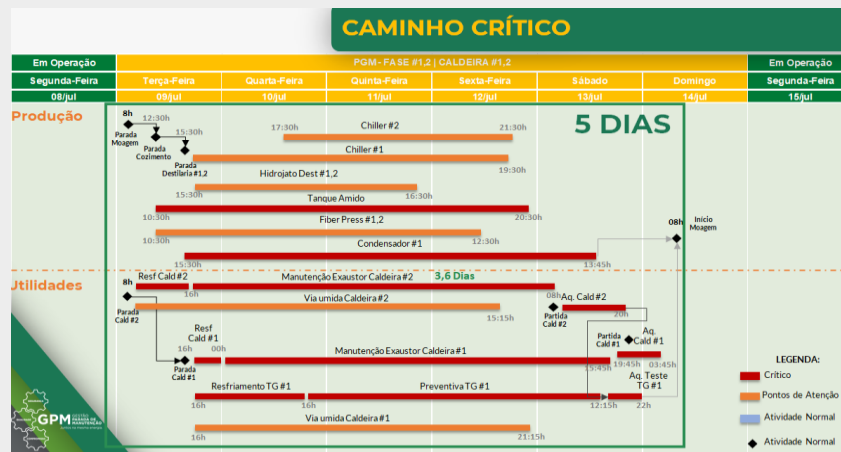 CAMINHO CRÍTICO
Em Operação
PGM - FASE #1,2 | CALDEIRA #1,2
Em Operação
Segunda-Feira
Terça-Feira
Quarta-Feira
Quinta-Feira
Sexta-Feira
Sábado
Domingo
Segunda-Feira
08/jul
09/jul
10/jul
11/jul
12/jul
13/jul
14/jul
15/jul
Produção
8h
12:30h
15:30h
Parada
Moagem
Parada
Cozimento
Parada
Destilaria #1,2
17:30h
Chiller #2
21:30h
5 DIAS
Chiller #1
19:30h
Hidrojato Dest #1,2
15:30h
16:30h
Tanque Amido
10:30h
20:30h
Fiber Press #1,2
10:30h
12:30h
08h
Início
Moagem
Condensador #1
15:30h
13:45h
Utilidades
8h
Resf Cald #2
16h
Manutenção Exaustor Caldeira #2
3,6 Dias
Parada
Cald #2
Via umida Caldeira #2
15:15h
08h
Aq. Cald #2
20h
Partida
Cald #2
Resf
Cald #1
16h
00h
Parada
Cald #1
Manutenção Exaustor Caldeira #1
15:45h
Partida
Cald #1
Aq.
Cald #1
19:45h
03:45h
Resfriamento TG #1
16h
16h
Preventiva TG #1
12:15h
Aq. Teste
TG #1
22h
Via umida Caldeira #1
16h
21:15h
LEGENDA:
Crítico
Pontos de Atenção
Atividade Normal
Atividade Normal
GPM